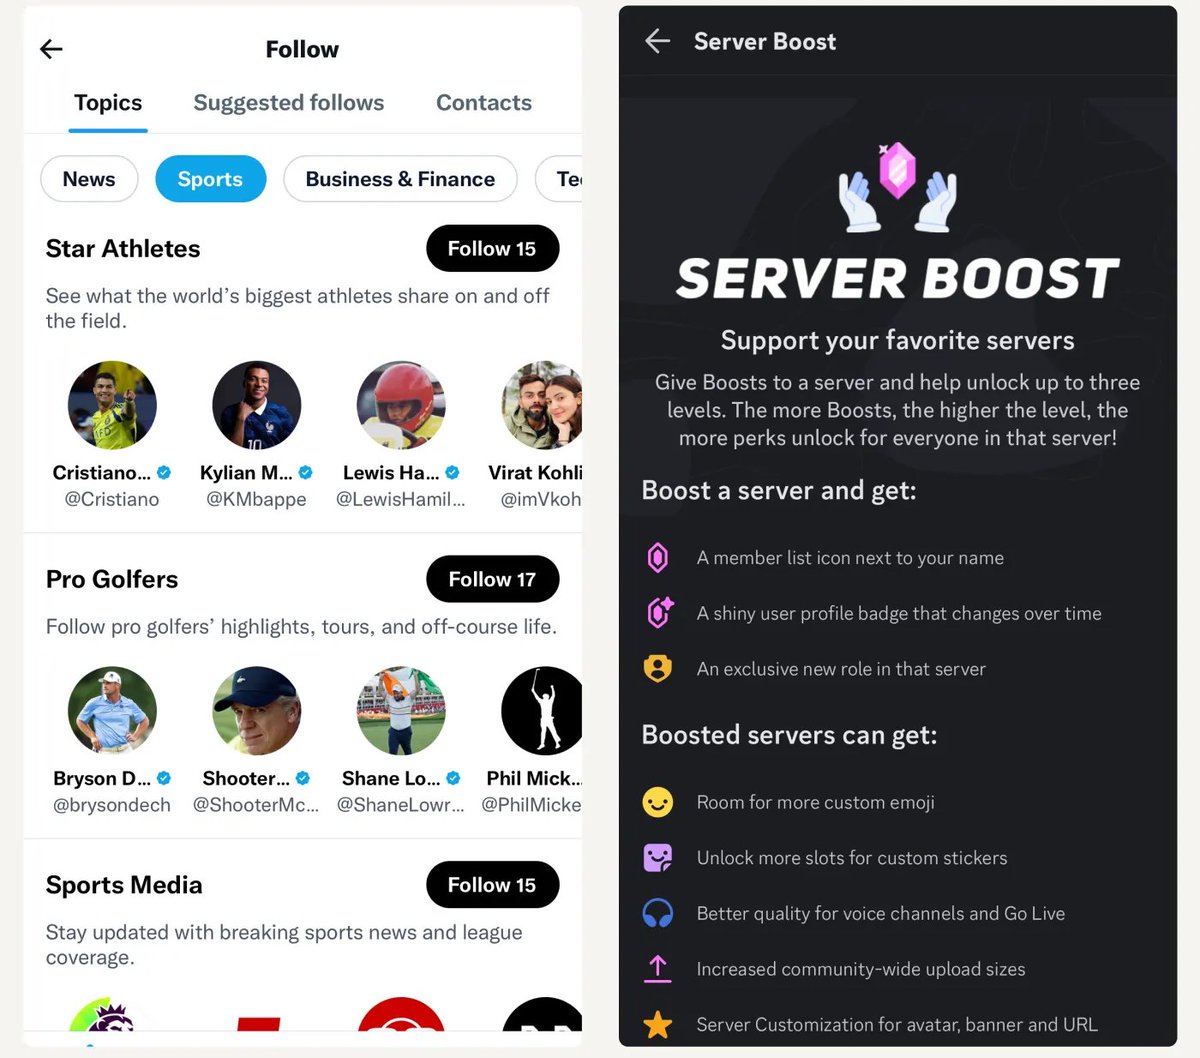 Follow
Topics
Suggested follows
Contacts
News
Sports
Business & Finance
Star Athletes
Follow 15
See what the world’s biggest athletes share on and off
the field.
Cristiano...
Kylian M...
Lewis Ha...
Virat Kohli
@Cristiano
@KMbappe
@LewisHamil...
@imVkoh
Pro Golfers
Follow 17
Follow pro golfers’ highlights, tours, and off-course life.
Bryson D...
Shooter...
Shane Lo...
Phil Mick...
@brysondech
@ShooterMc...
@ShaneLowr...
@PhilMicke
Sports Media
Follow 15
Stay updated with breaking sports news and league
coverage.
Server Boost
SERVER BOOST
Support your favorite servers
Give Boosts to a server and help unlock up to three
levels. The more Boosts, the higher the level, the
more perks unlock for everyone in that server!
Boost a server and get:
A member list icon next to your name
A shiny user profile badge that changes over time
An exclusive new role in that server
Boosted servers can get:
Room for more custom emoji
Unlock more slots for custom stickers
Better quality for voice channels and Go Live
Increased community-wide upload sizes
Server Customization for avatar, banner and URL